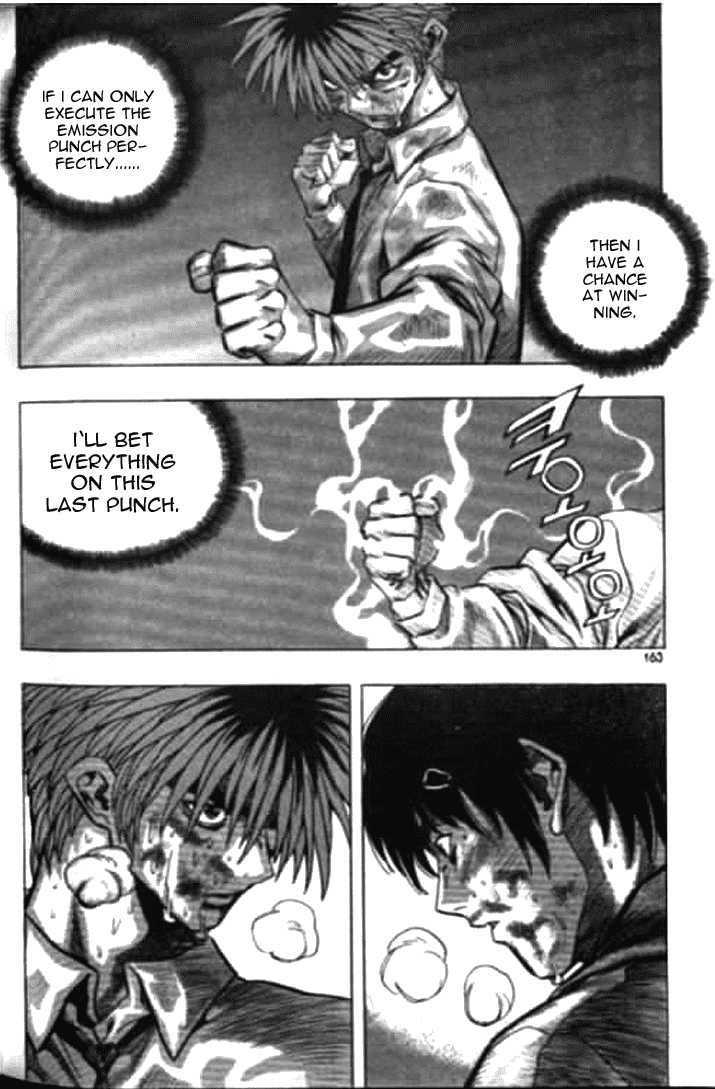 IF I CAN ONLY
EXECUTE THE
EMISSION
PUNCH PER-
FECTLY......
THEN I
HAVE A
CHANCE
AT WIN-
NING.
I'LL BET
EVERYTHING
ON THIS
LAST PUNCH.
163